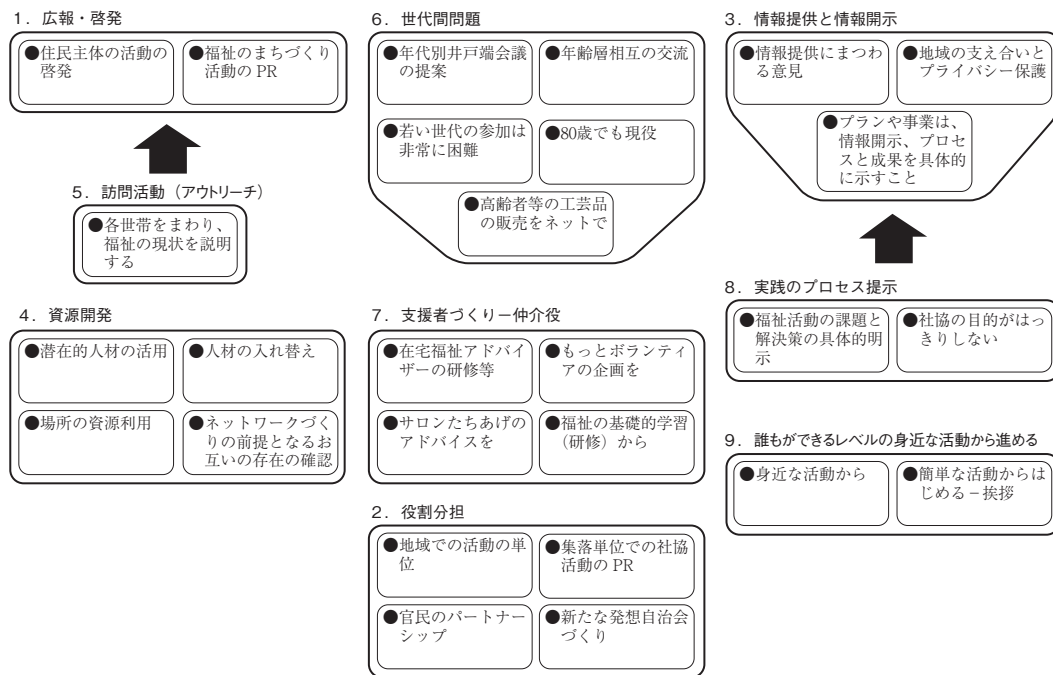 1．広報・啓発
●住民主体の活動の
啓発
●福祉のまちづくり
活動の PR
5．訪問活動（アウトリーチ）
●各世帯をまわり、
福祉の現状を説明
する
4．資源開発
●潜在的人材の活用
●人材の入れ替え
●場所の資源利用
●ネットワークづく
りの前提となるお
互いの存在の確認
6．世代間問題
●年代別井戸端会議
の提案
●年齢層相互の交流
●若い世代の参加は
非常に困難
●80歳でも現役
●高齢者等の工芸品
の販売をネットで
7．支援者づくり－仲介役
●在宅福祉アドバイ
ザーの研修等
●もっとボランティ
アの企画を
●サロンたちあげの
アドバイスを
●福祉の基礎的学習
（研修）から
2．役割分担
●地域での活動の単
位
●集落単位での社協
活動の PR
●官民のパートナー
シップ
●新たな発想自治会
づくり
3．情報提供と情報開示
●情報提供にまつわ
る意見
●地域の支え合いと
プライバシー保護
●プランや事業は、
情報開示、プロセ
スと成果を具体的
に示すこと
8．実践のプロセス提示
●福祉活動の課題と
解決策の具体的明
示
●社協の目的がはっ
きりしない
9．誰もができるレベルの身近な活動から進める
●身近な活動から
●簡単な活動からは
じめる－挨拶